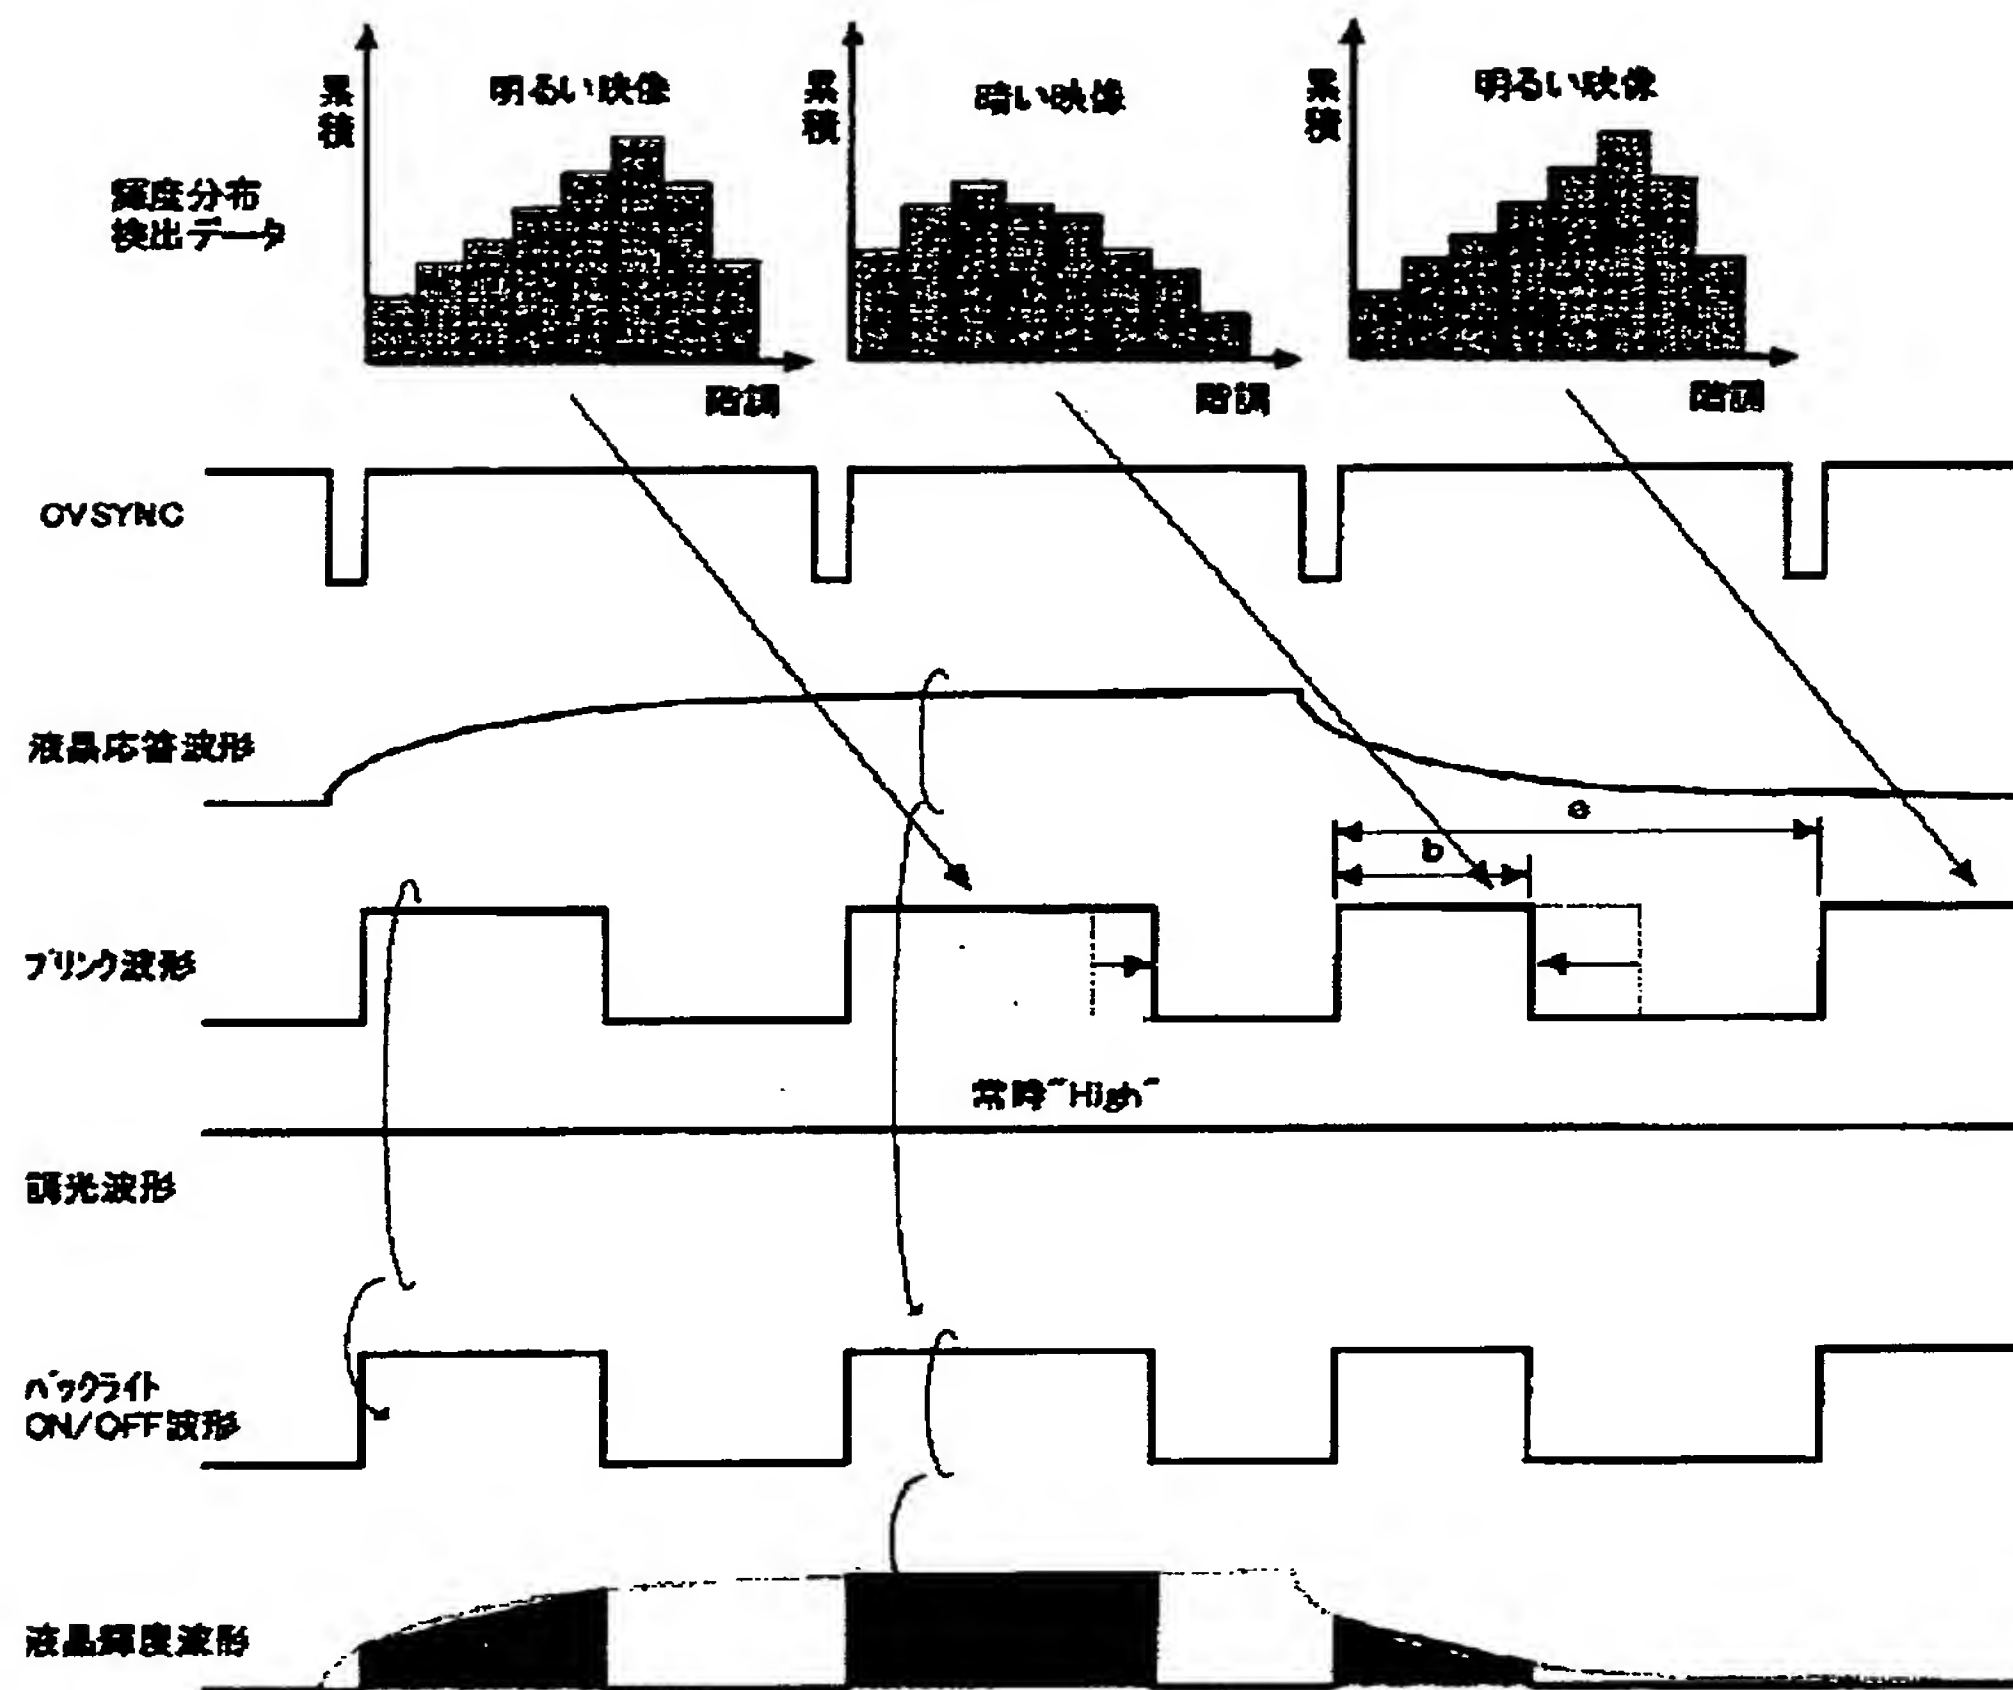 累積
明るい映像
累積
暗い映像
累積
明るい映像
輝度分布
検出データ
階調
階調
階調
OVSYNC
液晶応答波形
a
b
ブリンク波形
常時"High"
調光波形
バックライト
ON/OFF波形
液晶輝度波形